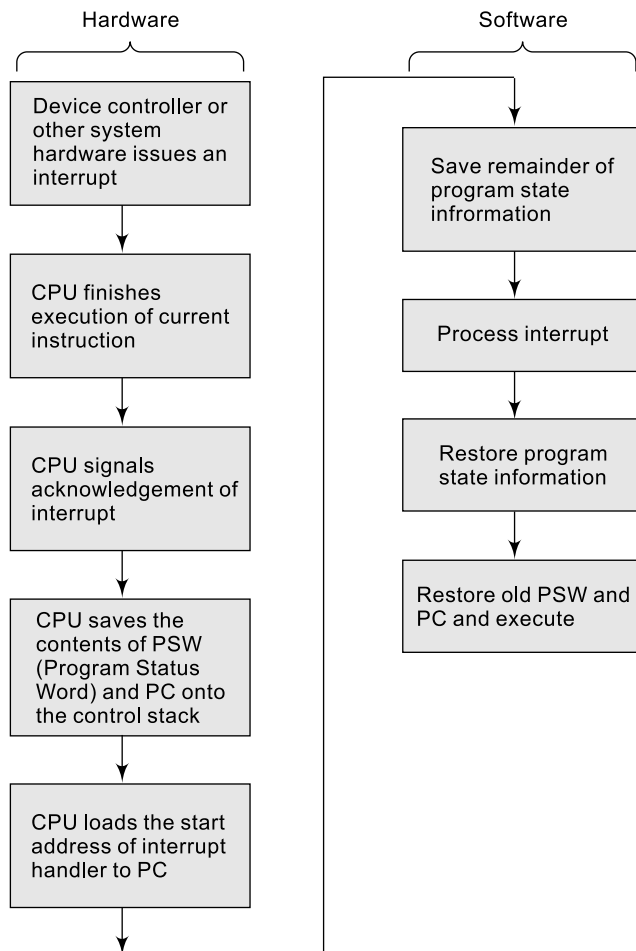 Hardware
Device controller or
other system
hardware issues an
interrupt
CPU finishes
execution of current
instruction
CPU signals
acknowledgement of
interrupt
CPU saves the
contents of PSW
(Program Status
Word) and PC onto
the control stack
CPU loads the start
address of interrupt
handler to PC
Software
Save remainder of
program state
infrormation
Process interrupt
Restore program
state information
Restore old PSW and
PC and execute